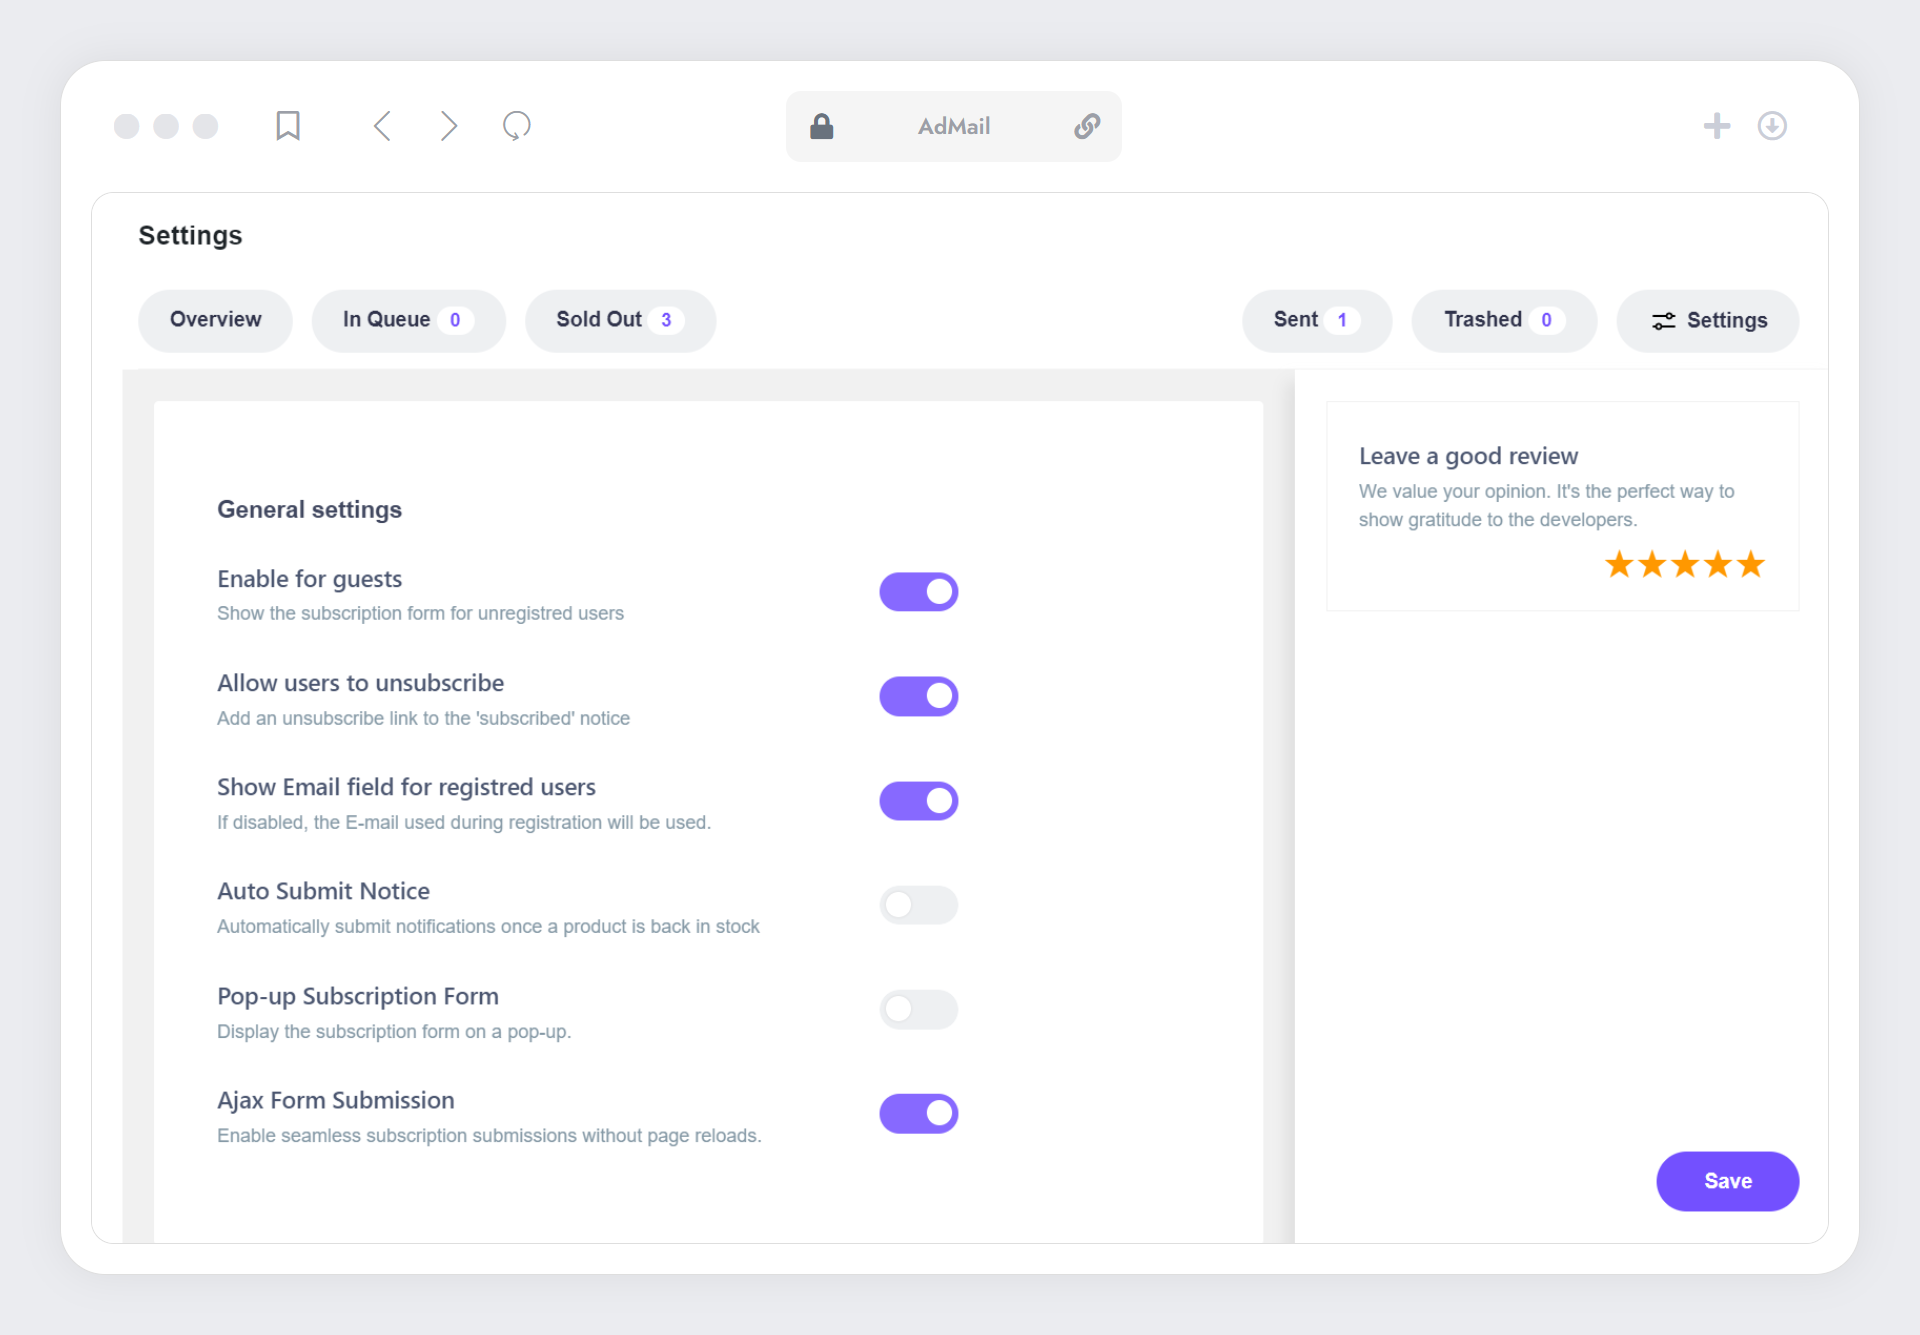 AdMail
Settings
Overview
In Queue 0
Sold Out 3
Sent 1
Trashed 0
Settings
General settings
Enable for guests
Show the subscription form for unregistred users
Allow users to unsubscribe
Add an unsubscribe link to the 'subscribed' notice
Show Email field for registred users
If disabled, the E-mail used during registration will be used.
Auto Submit Notice
Automatically submit notifications once a product is back in stock
Pop-up Subscription Form
Display the subscription form on a pop-up.
Ajax Form Submission
Enable seamless subscription submissions without page reloads.
Leave a good review
We value your opinion. It's the perfect way to
show gratitude to the developers.
Save